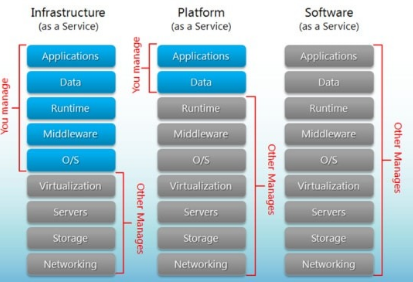 Infrastructure
(as a Service)
Platform
(as a Service)
Software
(as a Service)
You manage
Applications
Data
Runtime
Middleware
O/S
Virtualization
Servers
Storage
Networking
Other Manages
You manage
Applications
Data
Runtime
Middleware
O/S
Virtualization
Servers
Storage
Networking
Other Manages
Applications
Data
Runtime
Middleware
O/S
Virtualization
Servers
Storage
Networking
Other Manages